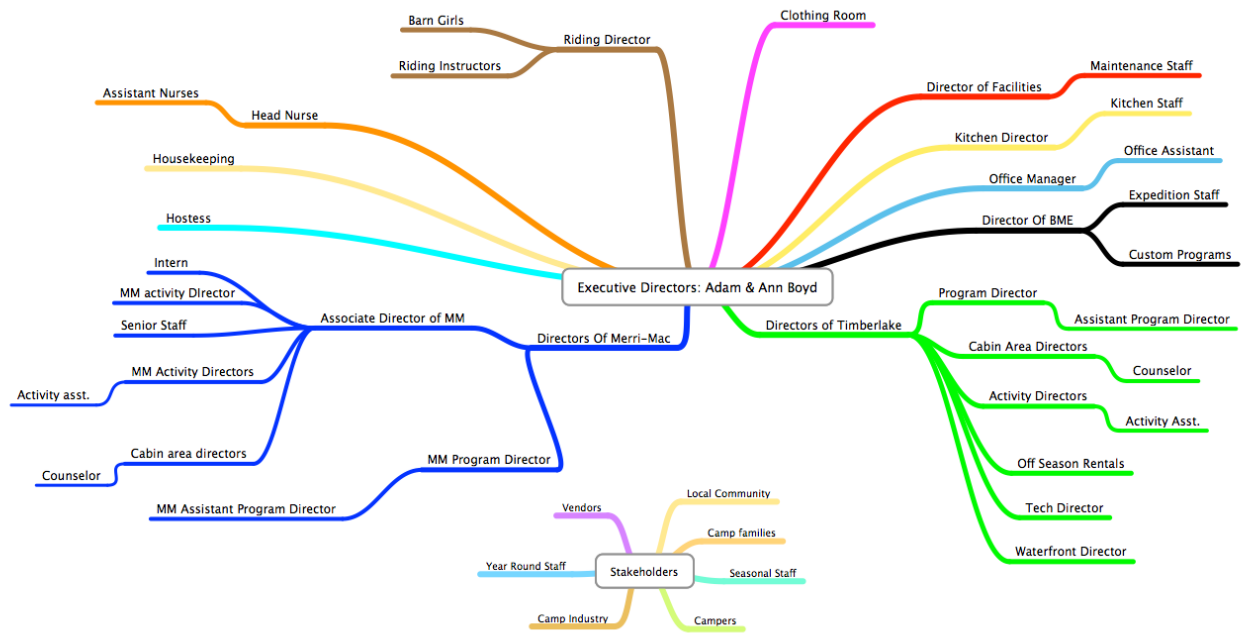 Clothing Room
Barn Girls
Riding Director
Riding Instructors
Maintenance Staff
Director of Facilities
Assistant Nurses
Head Nurse
Kitchen Staff
Kitchen Director
Office Assistant
Housekeeping
Office Manager
Expedition Staff
Hostess
Director Of BME
Custom Programs
Intern
Executive Directors: Adam & Ann Boyd
MM activity DIrector
Program Director
Senior Staff
Associate Director of MM
Directors Of Merri-Mac
Directors of Timberlake
Assistant Program Director
Cabin Area Directors
MM Activity Directors
Counselor
Activity asst.
Activity Directors
Activity Asst.
Cabin area directors
MM Program Director
Off Season Rentals
Counselor
MM Assistant Program Director
Tech Director
Waterfront Director
Local Community
Vendors
Camp families
Year Round Staff
Stakeholders
Seasonal Staff
Camp Industry
Campers